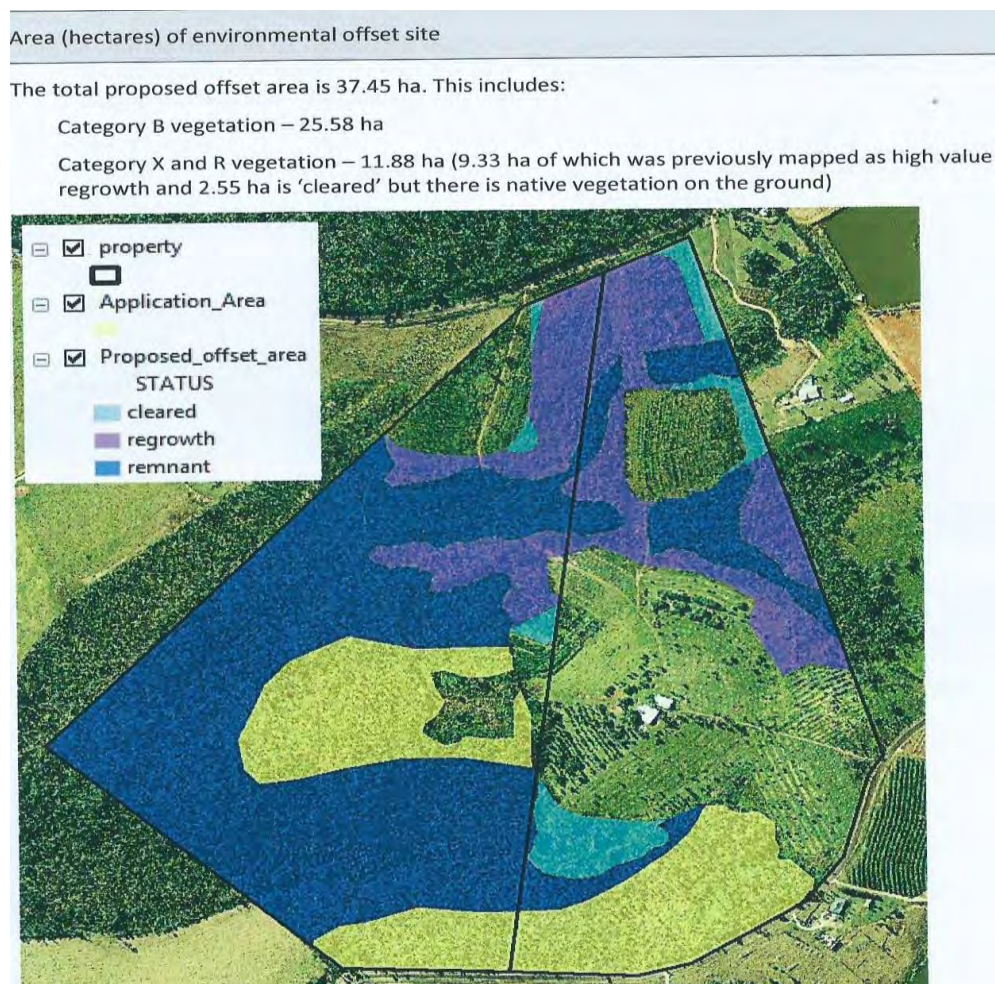 Area (hectares) of environmental offset site
The total proposed offset area is 37.45 ha. This includes:
Category B vegetation – 25.58 ha
Category X and R vegetation – 11.88 ha (9.33 ha of which was previously mapped as high value
regrowth and 2.55 ha is ‘cleared’ but there is native vegetation on the ground)
property
Application_Area
Proposed_offset_area
STATUS
cleared
regrowth
remnant